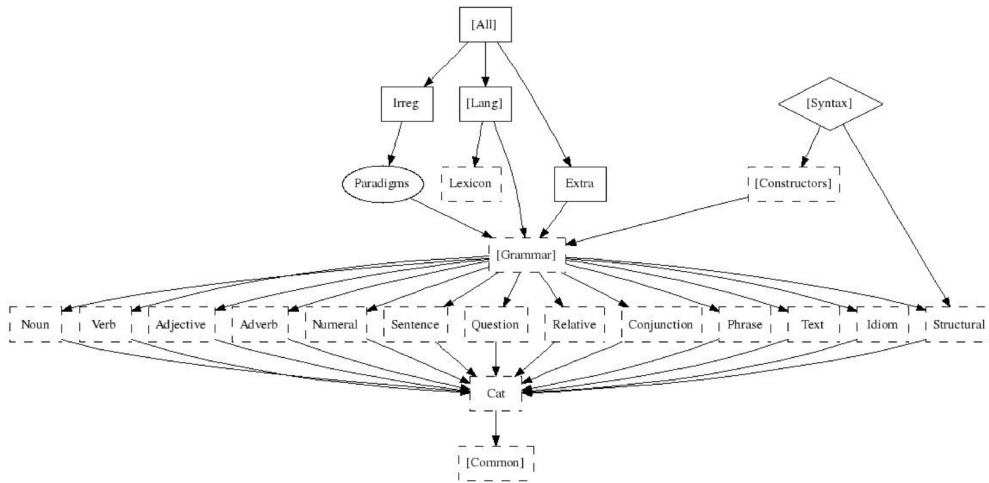 [All]
Irreg
[Lang]
[Syntax]
Paradigms
Lexicon
Extra
[Constructors]
[Grammar]
Noun
Verb
Adjective
Adverb
Numeral
Sentence
Question
Relative
Conjunction
Phrase
Text
Idiom
Structural
Cat
[Common]